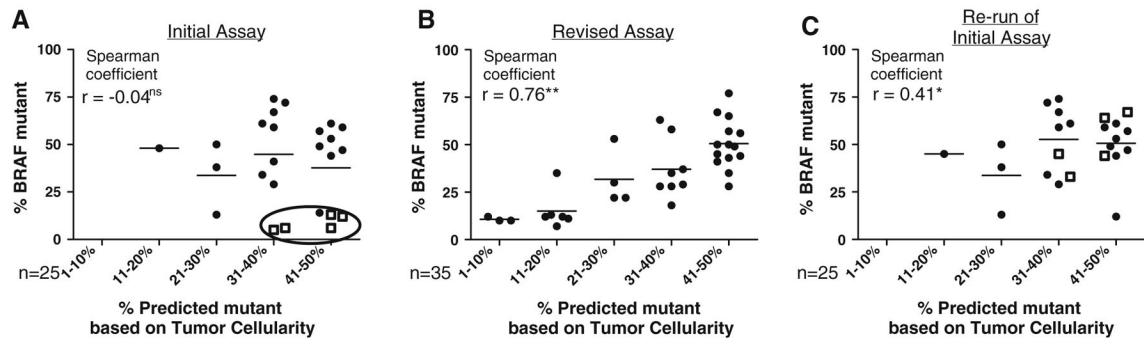 A
Initial Assay
Spearman
coefficient
r = -0.04ns
% BRAF mutant
100
75
50
25
0
n=25
1-10%
11-20%
21-30%
31-40%
41-50%
% Predicted mutant
based on Tumor Cellularity
B
Revised Assay
Spearman
coefficient
r = 0.76**
% BRAF mutant
100
75
50
25
0
n=35
1-10%
11-20%
21-30%
31-40%
41-50%
% Predicted mutant
based on Tumor Cellularity
C
Re-run of
Initial Assay
Spearman
coefficient
r = 0.41*
% BRAF mutant
100
75
50
25
0
n=25
1-10%
11-20%
21-30%
31-40%
41-50%
% Predicted mutant
based on Tumor Cellularity